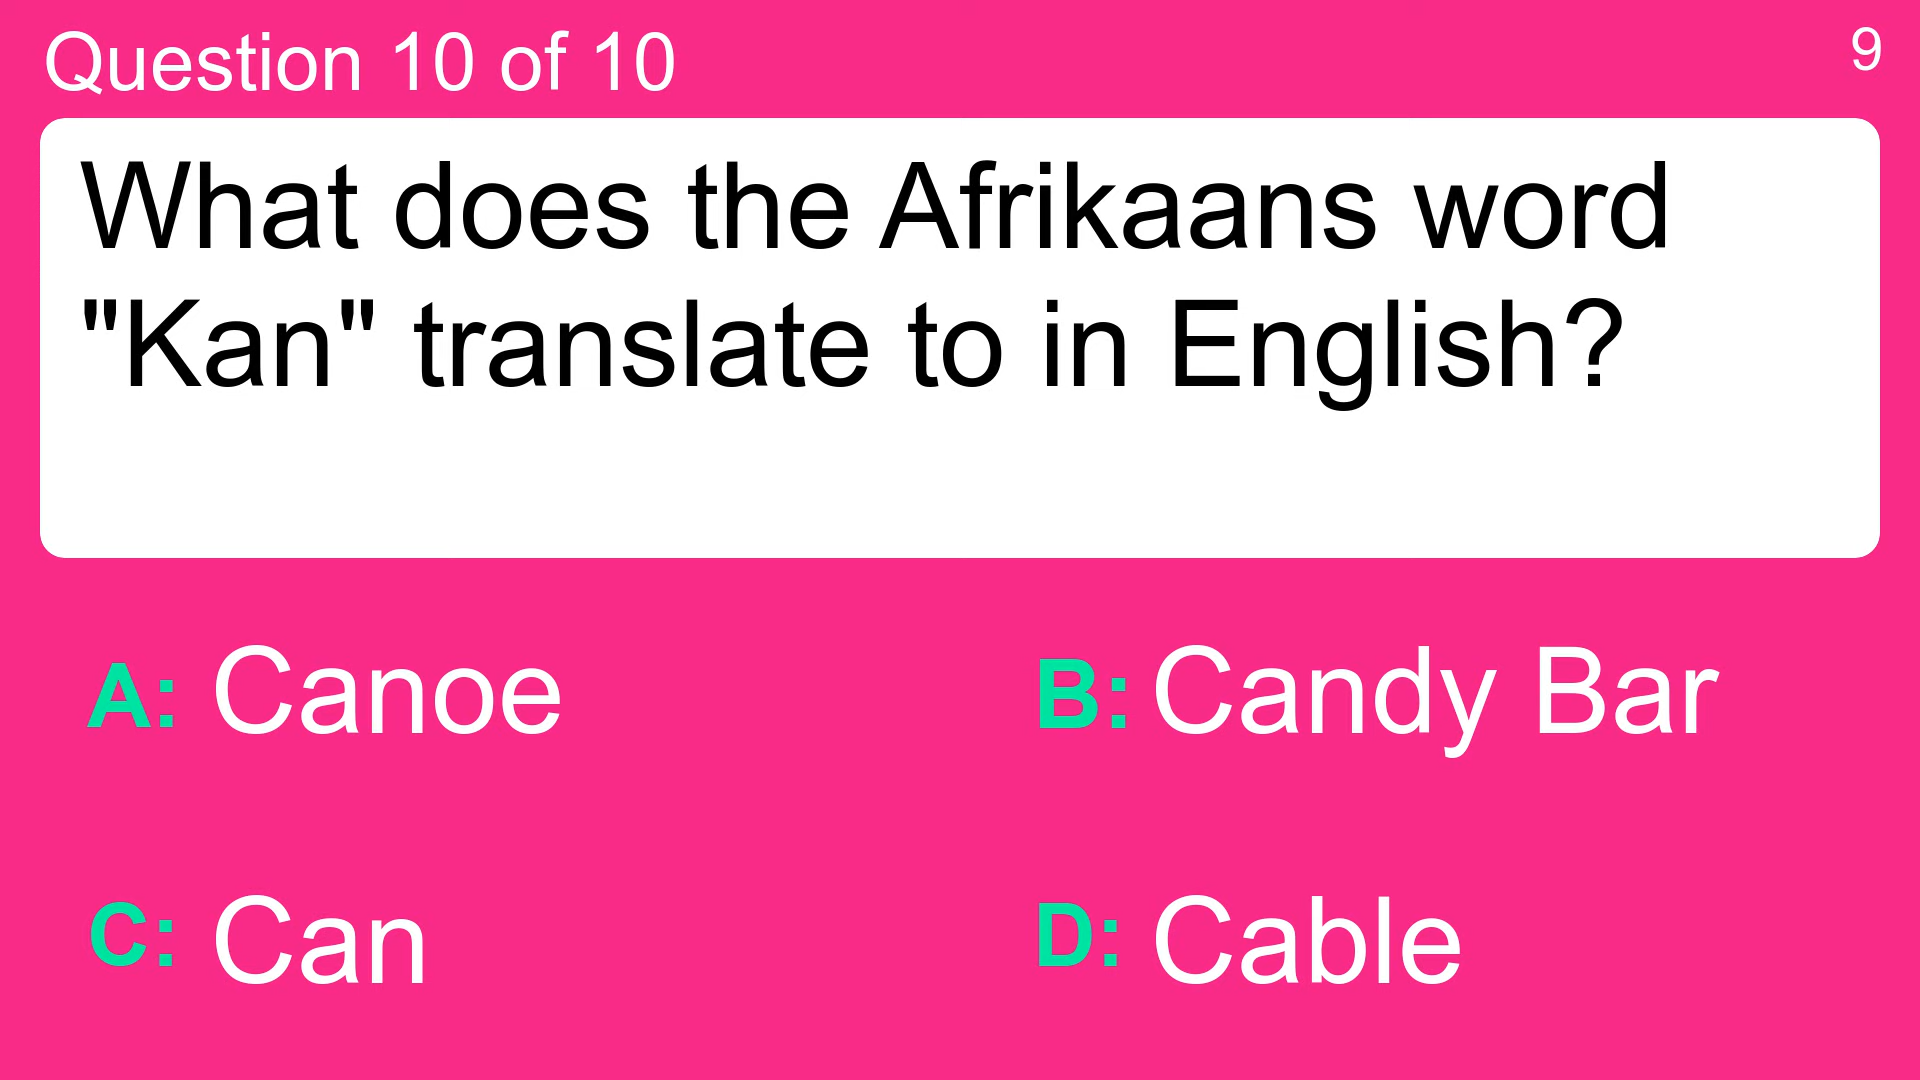 Question 10 of 10
9
What does the Afrikaans word
"Kan" translate to in English?
A: Canoe
B: Candy Bar
C: Can
D: Cable